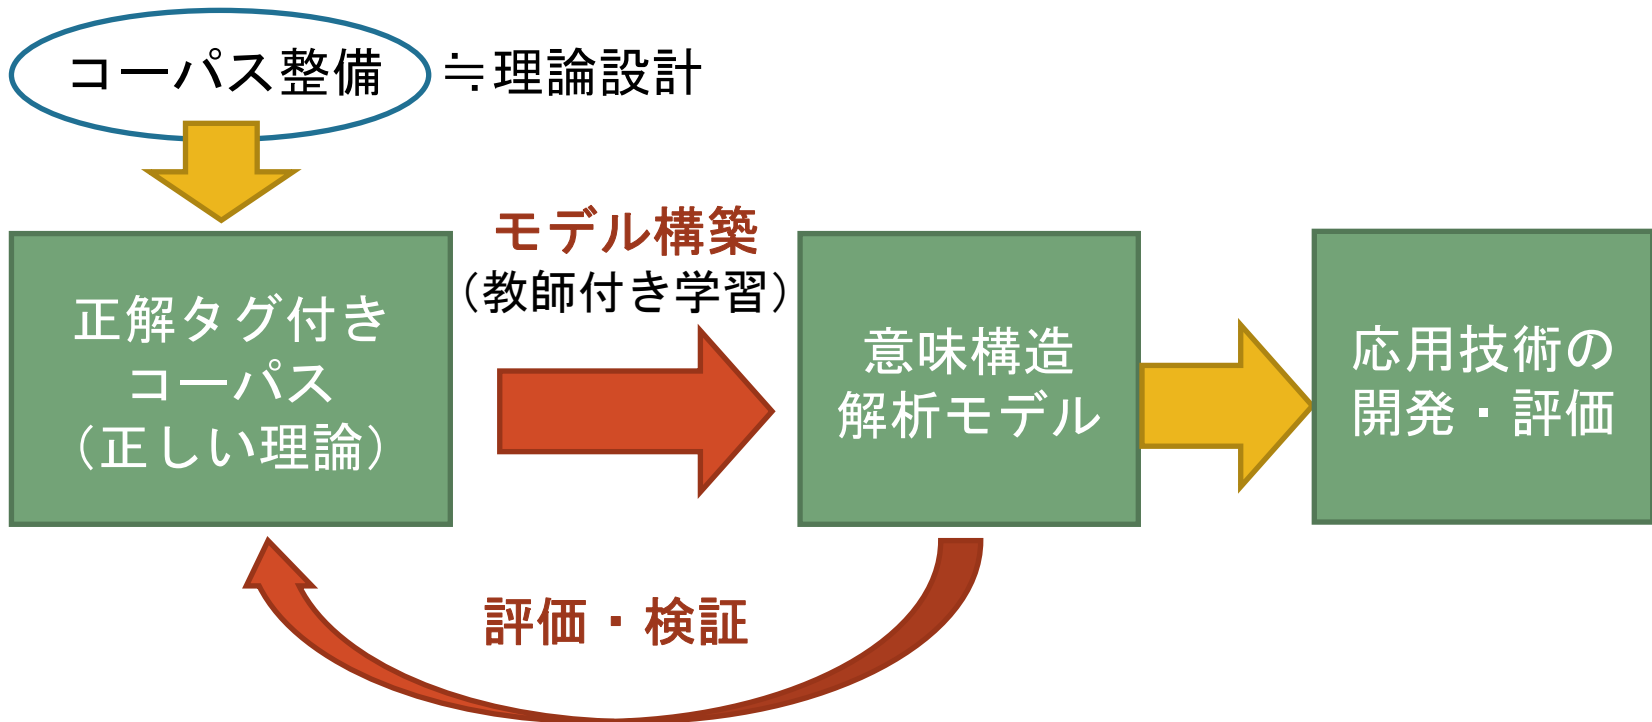 コーパス整備 ≒理論設計
モデル構築
（教師付き学習）
正解タグ付き
コーパス
（正しい理論）
意味構造
解析モデル
応用技術の
開発・評価
評価・検証